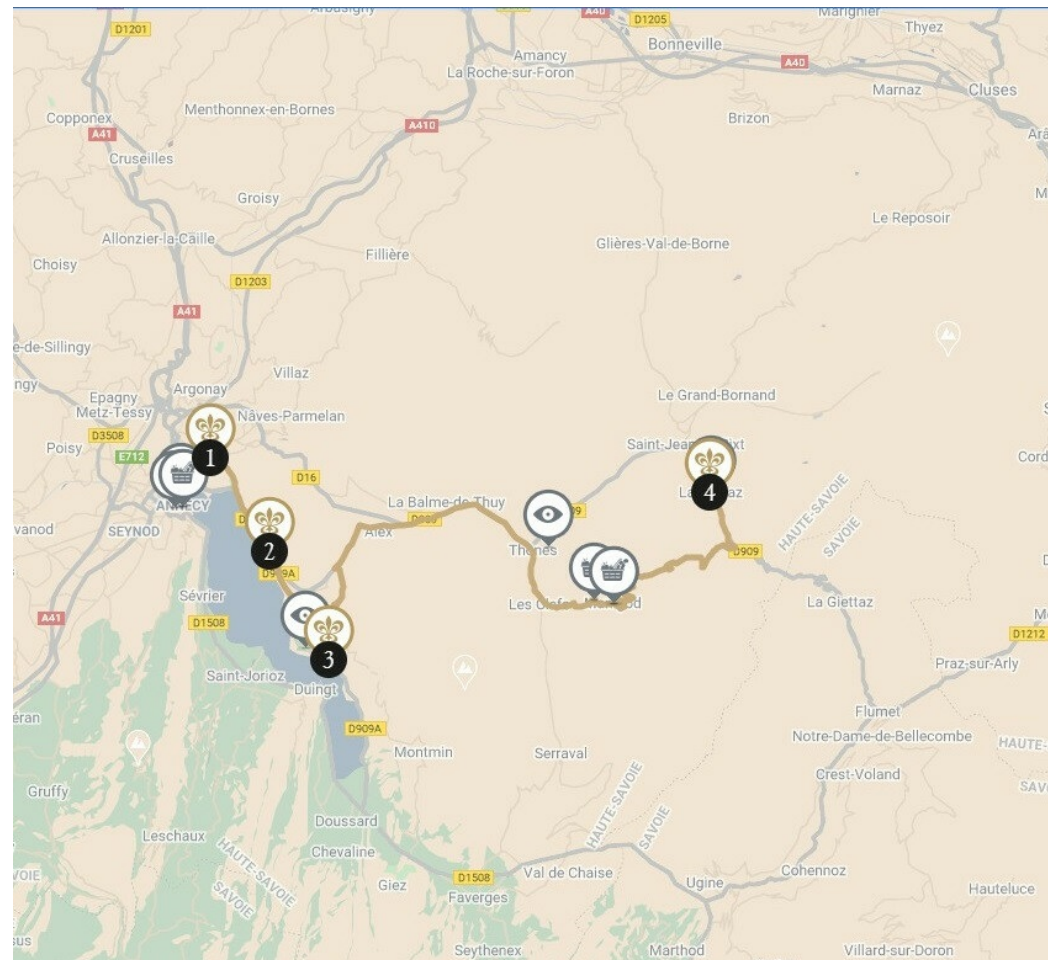 Arbusigny
A40
D1205
Marignier
D1201
Thyez
Amancy
Bonneville
La Roche-sur-Foron
A40
Marnaz
Cluses
Menthonnex-en-Bornes
Copponex
A410
Brizon
A41
Cruseilles
Groisy
Le Reposoir
Allonzier-la-Caille
Glières-Val-de-Borne
Fillière
Choisy
D1203
A41
e-de-Sillingy
Villaz
Argonay
Epagny
Metz-Tessy
Nâves-Parmelan
Le Grand-Bornand
D3508
Poisy
E712
1
D16
4
ANNECY
La Balme-de-Thuy
SEYNOD
vanod
Alex
Thônes
2
D909A
D909
HAUTE-SAVOIE
SAVOIE
Sévrier
Les Clefs
La Giettaz
A41
D1508
D1212
3
Saint-Jorioz
Duingt
Praz-sur-Arly
Flumet
D909A
Montmin
Serraval
Notre-Dame-de-Bellecombe
HAUTE-
Crest-Voland
Gruffy
HAUTE-SAVOIE
SAVOIE
Doussard
Leschaux
Chevaline
HAUTE-SAVOIE
SAVOIE
Giez
D1508
Faverges
Val de Chaise
Ugine
Cohennoz
Hauteluce
Seythenex
Marthod
Villard-sur-Doron